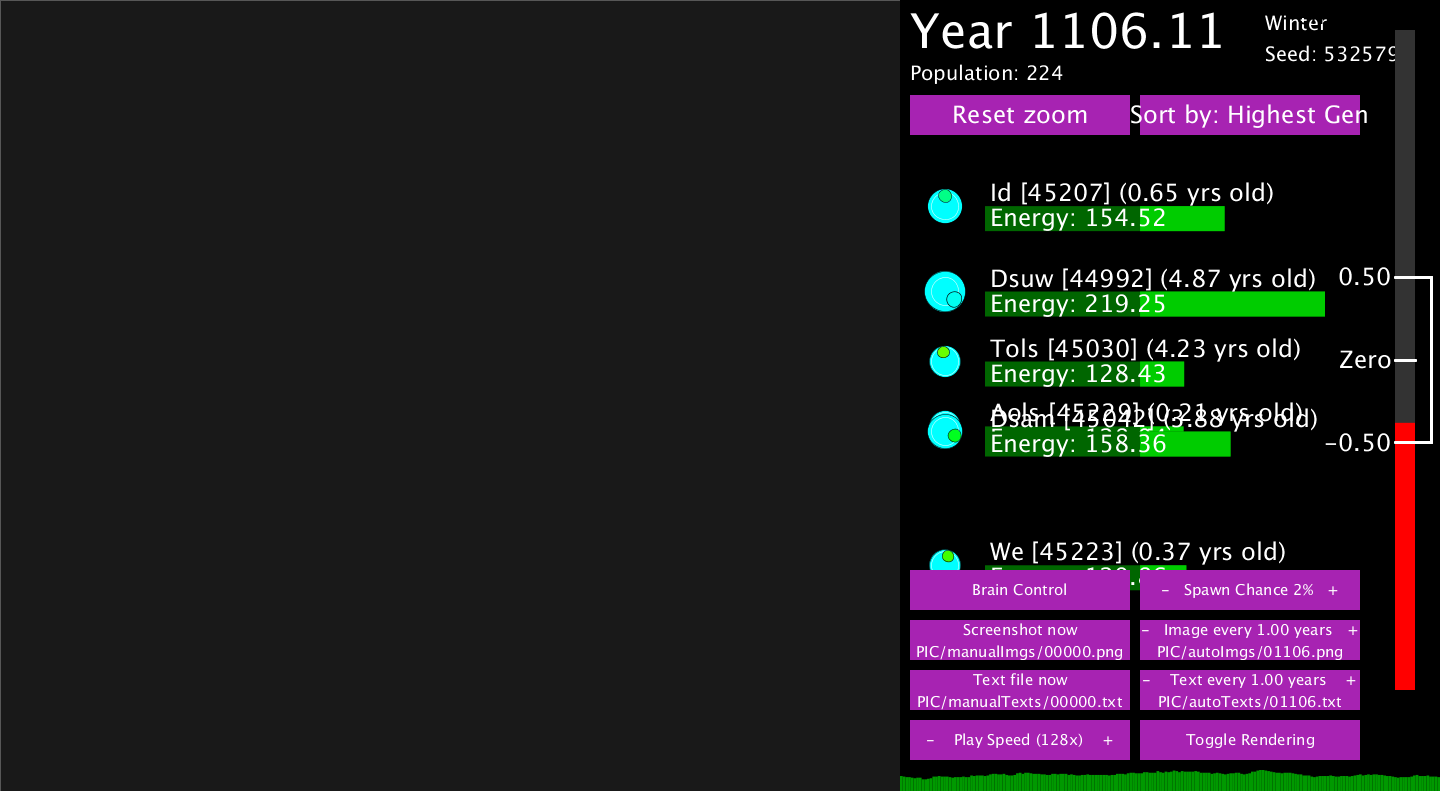 Year 1106.11
Winter
Seed: 532579
Population: 224
Reset zoom
Sort by: Highest Gen
Id [45207] (0.65 yrs old)
Energy: 154.52
Dsuw [44992] (4.87 yrs old)
Energy: 219.25
0.50
Tols [45030] (4.23 yrs old)
Energy: 128.43
Zero
Aols [45229] (0.21 yrs old)
Dsam [45042] (3.88 yrs old)
Energy: 158.36
-0.50
We [45223] (0.37 yrs old)
Brain Control
- Spawn Chance 2% +
Screenshot now
PIC/manualImgs/00000.png
- Image every 1.00 years +
PIC/autoImgs/01106.png
Text file now
PIC/manualTexts/00000.txt
- Text every 1.00 years +
PIC/autoTexts/01106.txt
- Play Speed (128x) +
Toggle Rendering